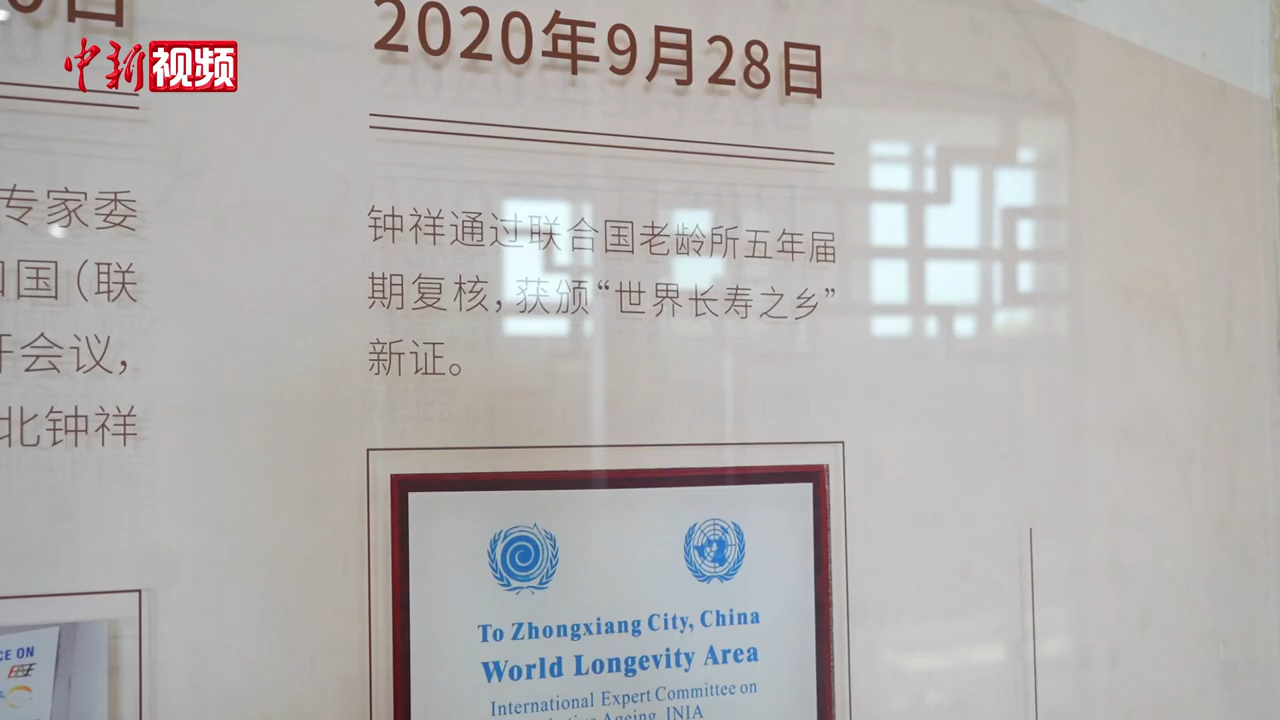 中新视频
2020年9月28日
钟祥通过联合国老龄所五年届
期复核，获颁“世界长寿之乡”
新证。
专家委
国（联
会议，
北钟祥
To Zhongxiang City, China
World Longevity Area
International Expert Committee on
Ageing, INIA
CE ON